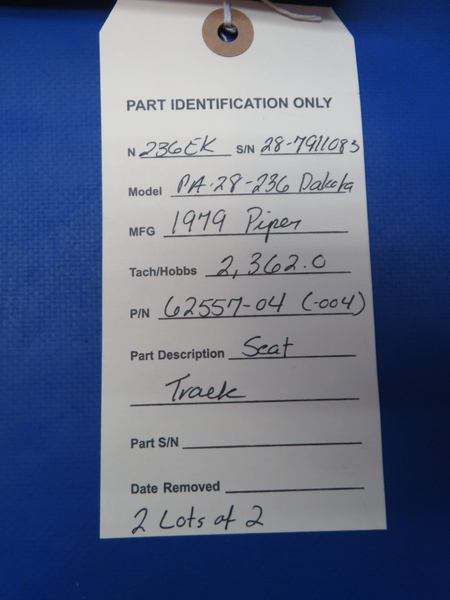 PART IDENTIFICATION ONLY
N 236EK S/N 28-7911083
Model PA-28-236 Dakota
MFG 1979 Piper
Tach/Hobbs 2,362.0
P/N 62557-04 (-004)
Part Description Seat
Track
Part S/N
Date Removed
2 Lots of 2